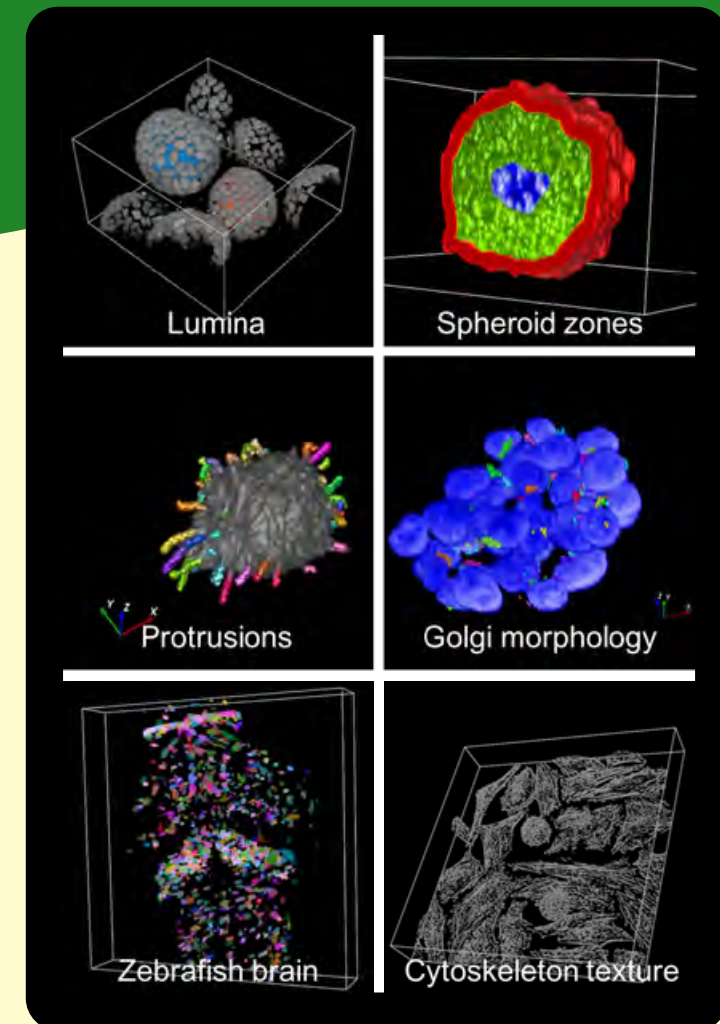 Lumina
Spheroid zones
Y Z X
Protrusions
Golgi morphology
Zebrafish brain
Cytoskeleton texture